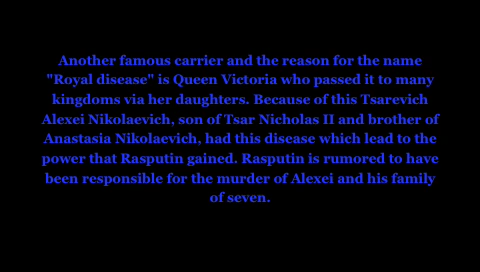 Another famous carrier and the reason for the name
"Royal disease" is Queen Victoria who passed it to many
kingdoms via her daughters. Because of this Tsarevich
Alexei Nikolaevich, son of Tsar Nicholas II and brother of
Anastasia Nikolaevich, had this disease which lead to the
power that Rasputin gained. Rasputin is rumored to have
been responsible for the murder of Alexei and his family
of seven.